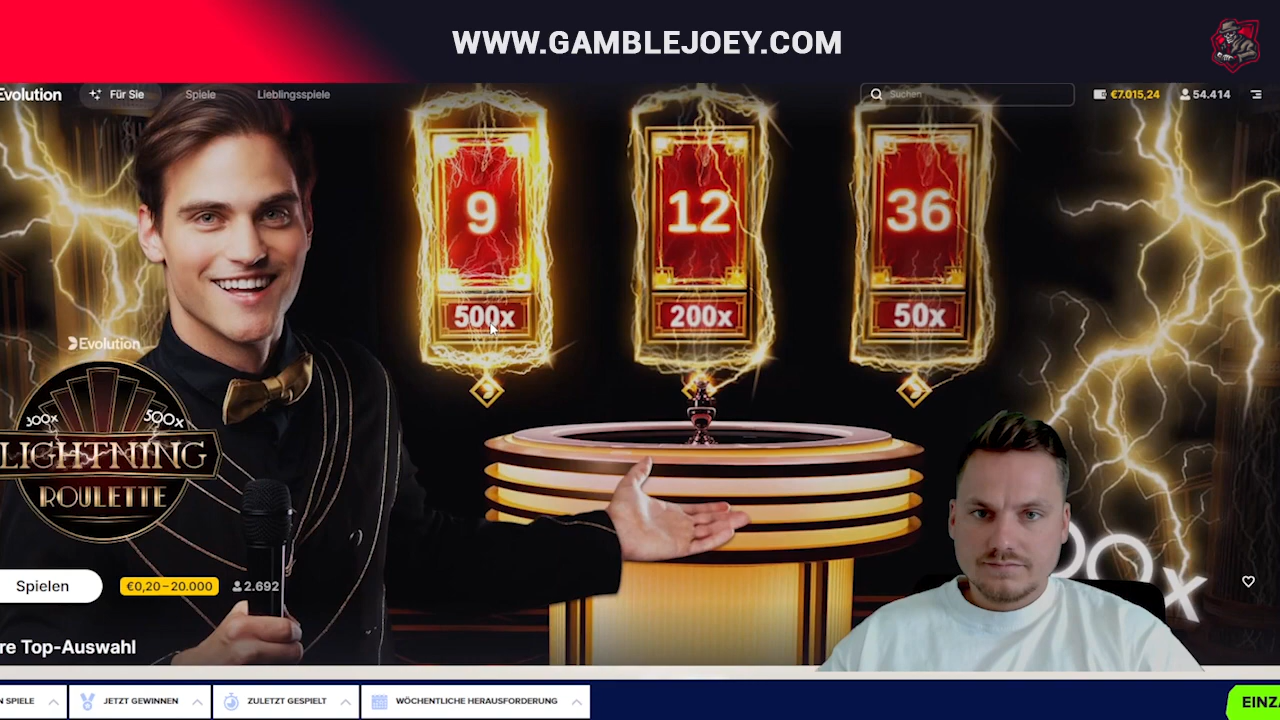 WWW.GAMBLEJOEY.COM
Evolution
Für Sie
Spiele
Lieblingsspiele
Suchen
€7.015,24
54.414
9
12
36
500x
200x
50x
Evolution
300x
500x
LIGHTNING
ROULETTE
Spielen
€0,20–20.000
2.692
re Top-Auswahl
N SPIELE
JETZT GEWINNEN
ZULETZT GESPIELT
WÖCHENTLICHE HERAUSFORDERUNG
EINZ